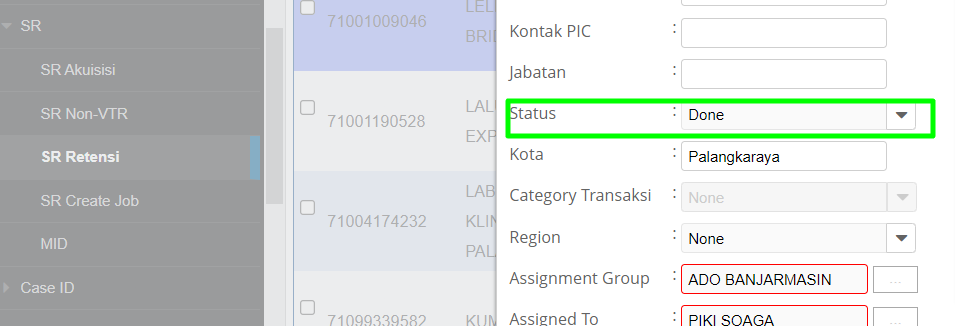 SR
SR Akuisisi
SR Non-VTR
SR Retensi
SR Create Job
MID
Case ID
71001009046
BRID
71001190528
LAL
EXP
71004174232
LAB
KLIN
PAL
71099339582
KUM
Kontak PIC :
Jabatan :
Status : Done
Kota : Palangkaraya
Category Transaksi : None
Region : None
Assignment Group : ADO BANJARMASIN ...
Assigned To : PIKI SOAGA ...